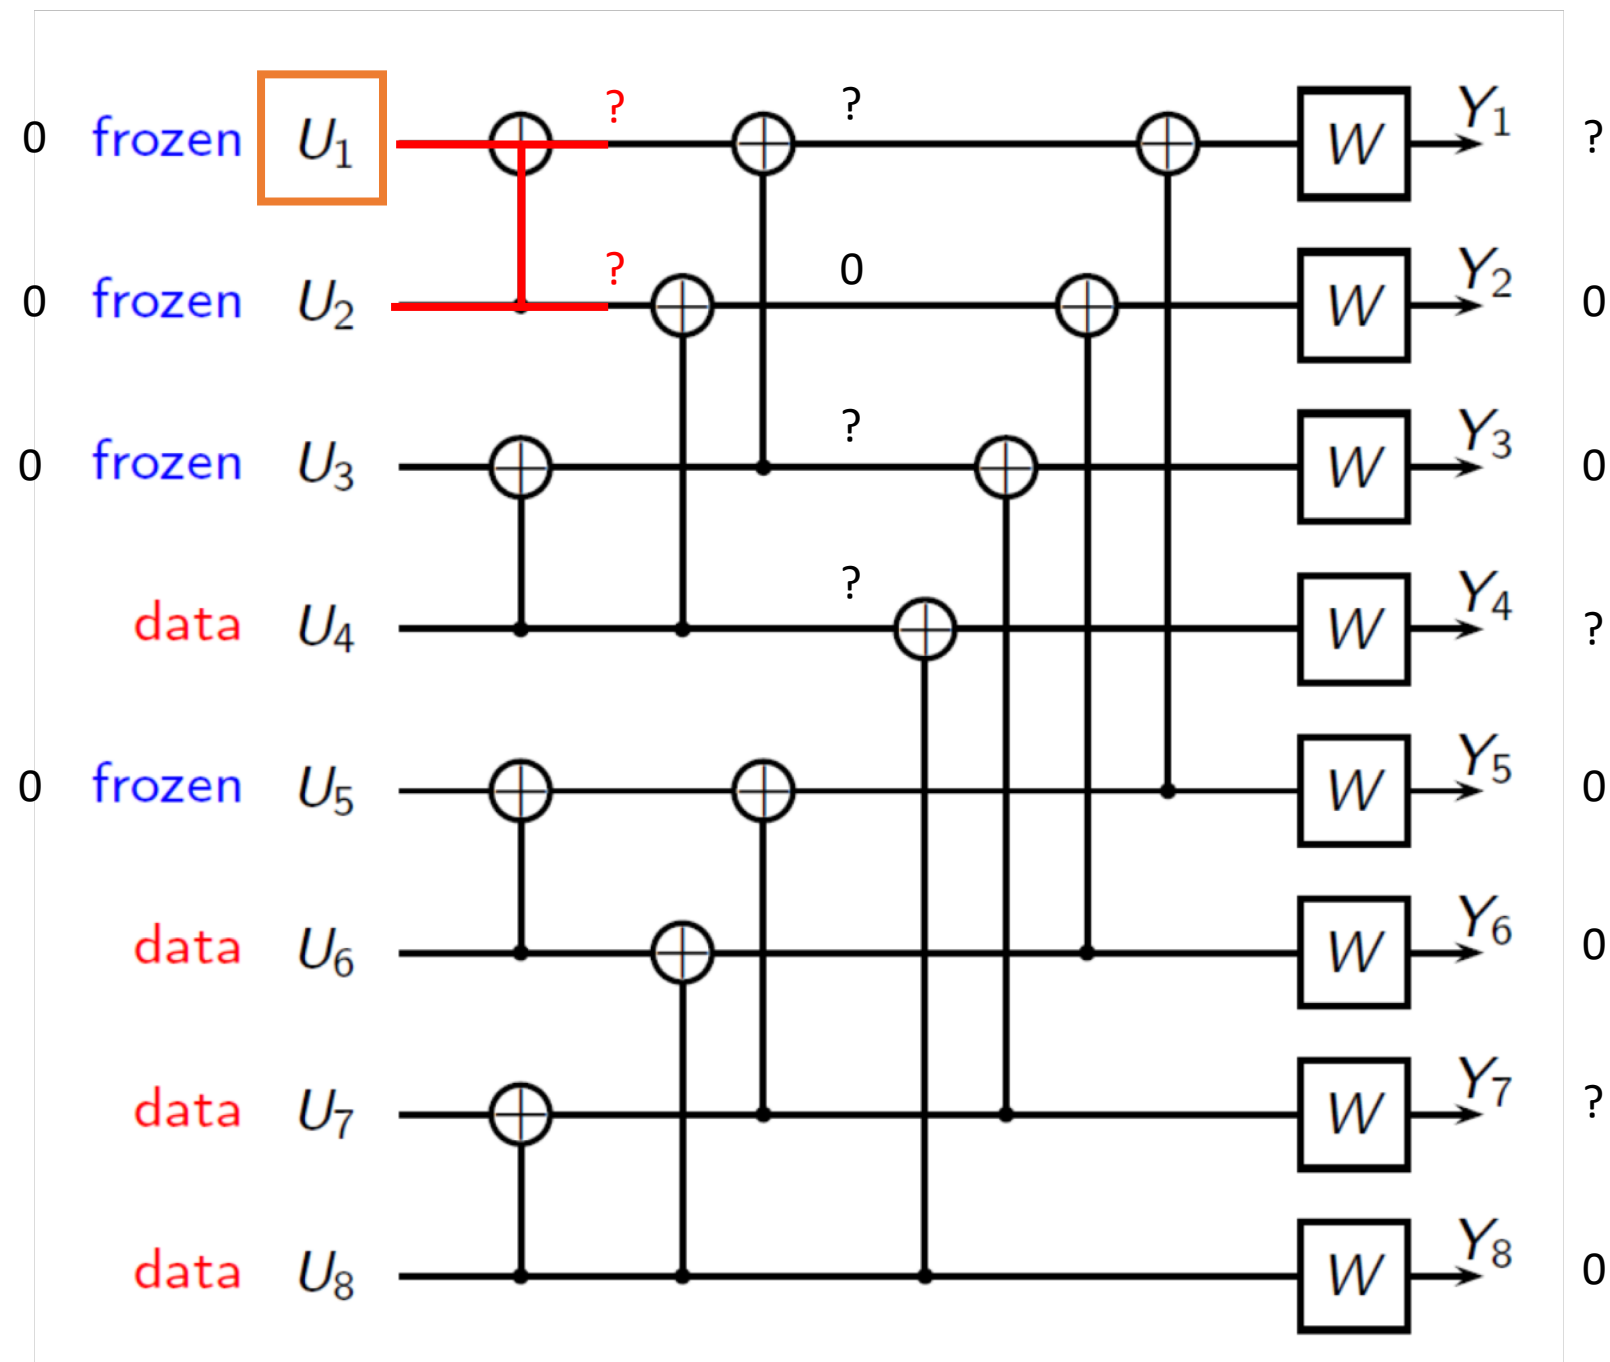 ? ?
0 frozen U1 W Y1 ?
? 0
0 frozen U2 W Y2 0
?
0 frozen U3 W Y3 0
?
data U4 W Y4 ?
0 frozen U5 W Y5 0
data U6 W Y6 0
data U7 W Y7 ?
data U8 W Y8 0